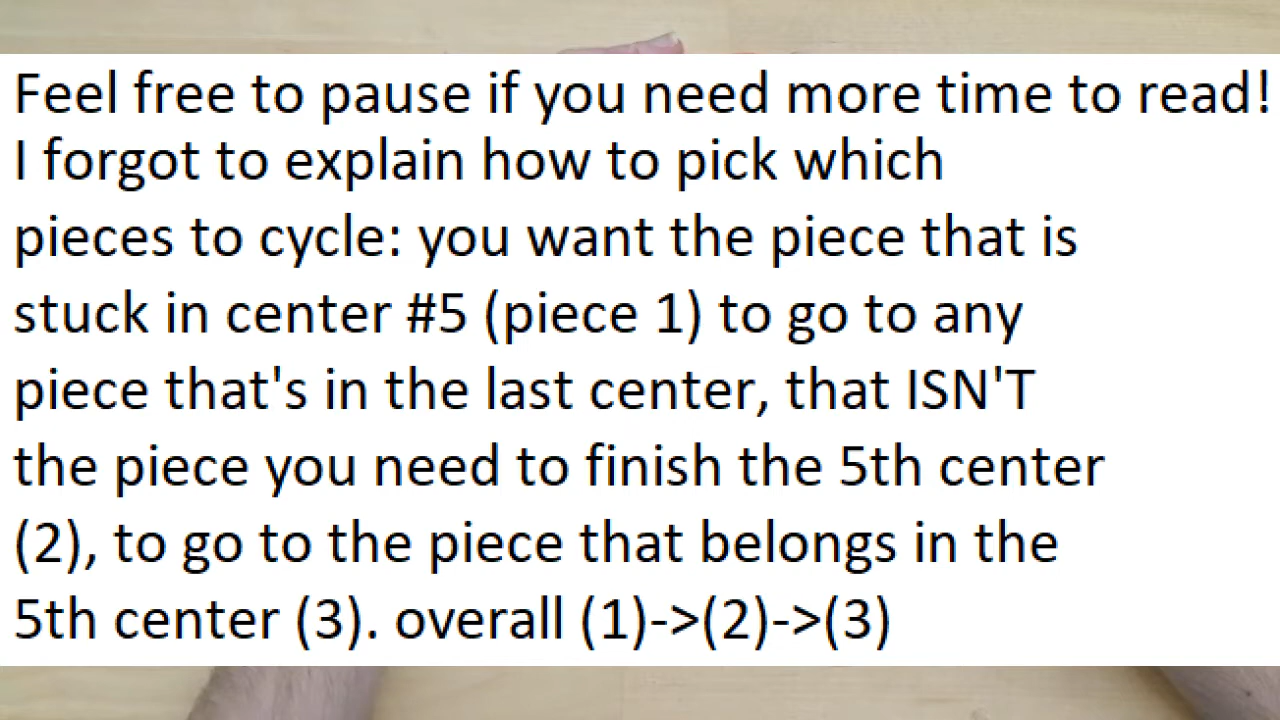 Feel free to pause if you need more time to read!
I forgot to explain how to pick which
pieces to cycle: you want the piece that is
stuck in center #5 (piece 1) to go to any
piece that's in the last center, that ISN'T
the piece you need to finish the 5th center
(2), to go to the piece that belongs in the
5th center (3). overall (1)->(2)->(3)